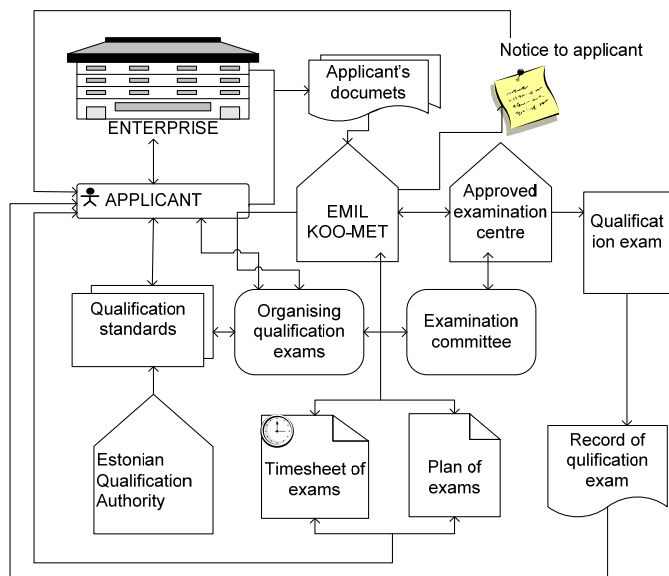 Notice to applicant
Applicant's
documets
ENTERPRISE
APPLICANT
EMIL
KOO-MET
Approved
examination
centre
Qualificat
ion exam
Qualification
standards
Organising
qualification
exams
Examination
committee
Estonian
Qualification
Authority
Timesheet of
exams
Plan of
exams
Record of
qulification
exam